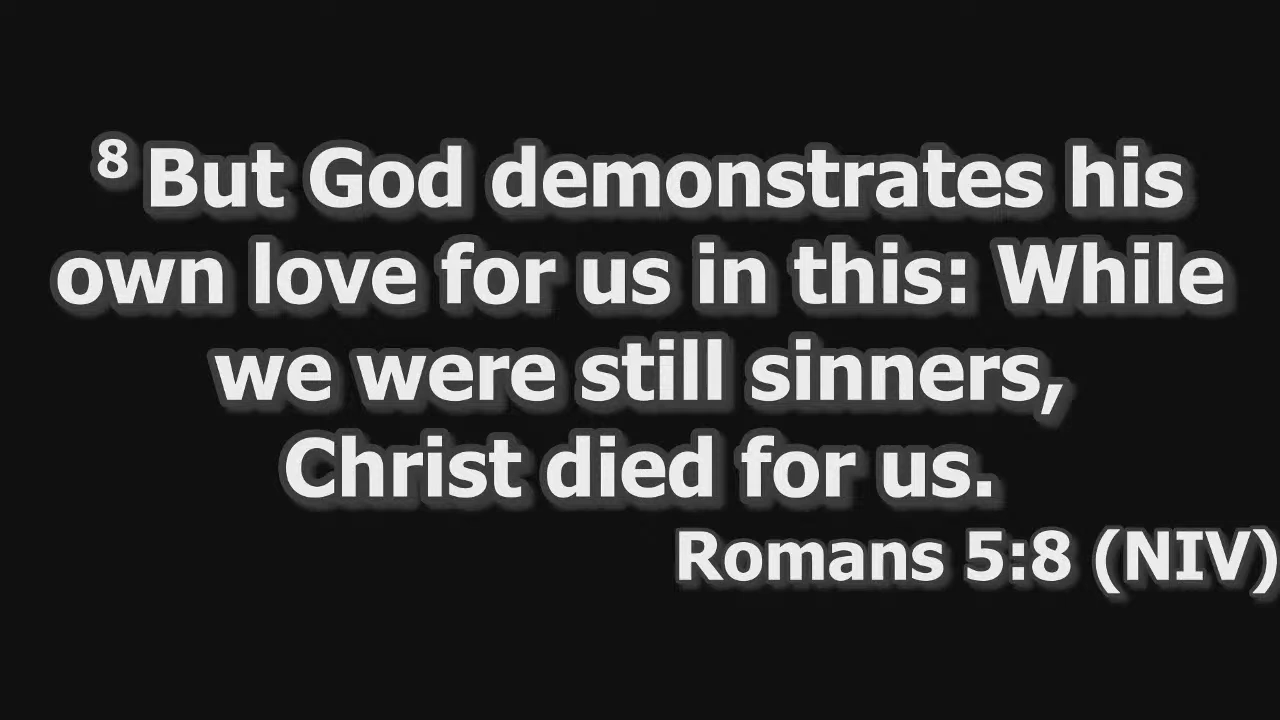 ⁸ But God demonstrates his
own love for us in this: While
we were still sinners,
Christ died for us.
Romans 5:8 (NIV)